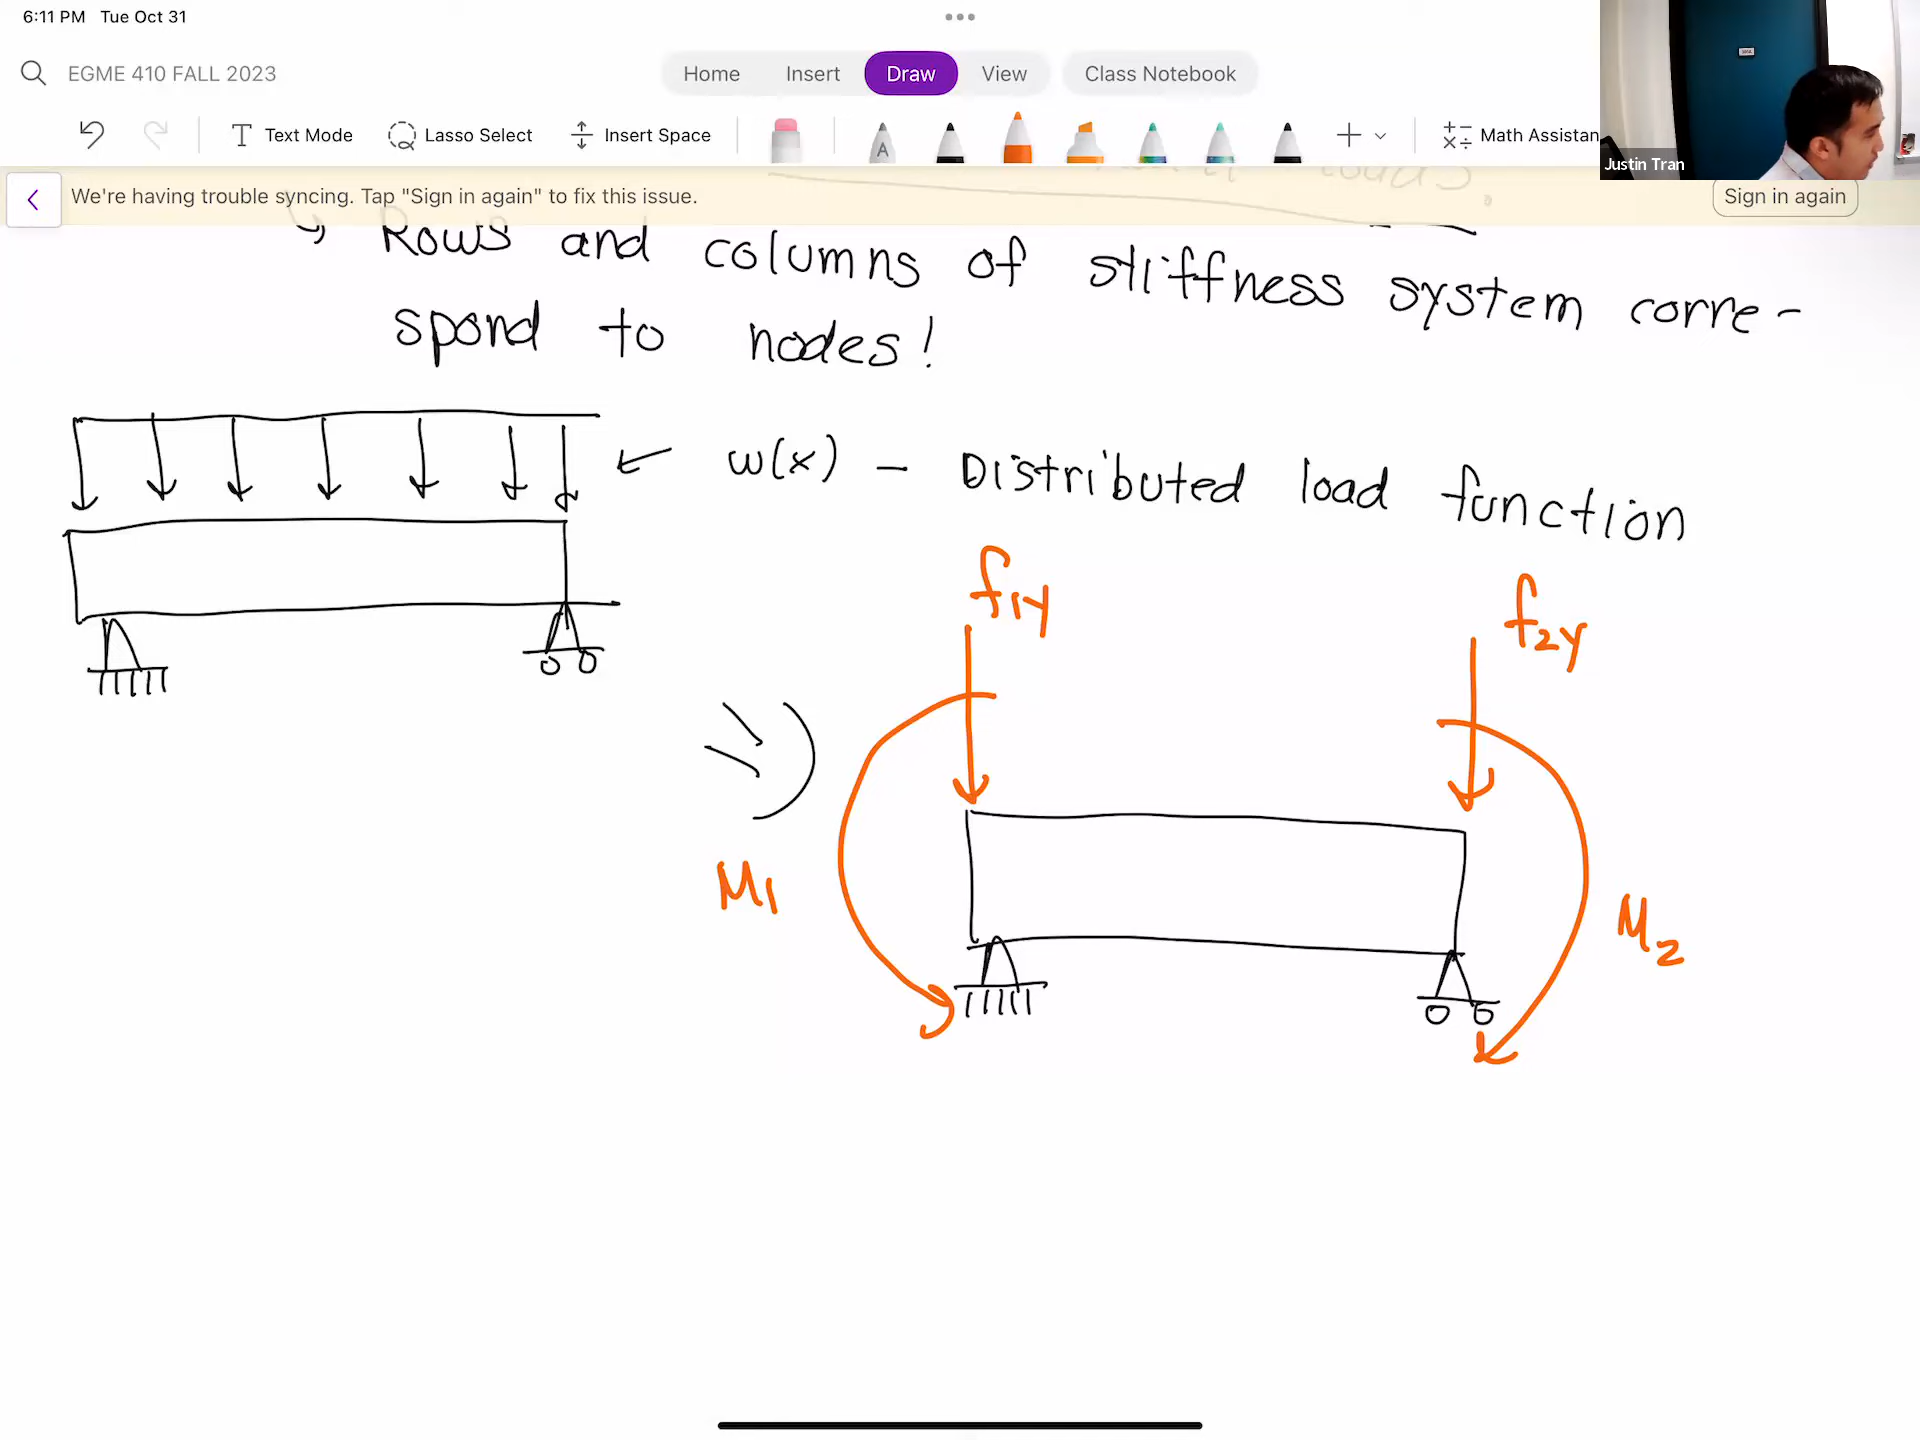 6:11 PM Tue Oct 31
EGME 410 FALL 2023
Home Insert Draw View Class Notebook
Text Mode Lasso Select Insert Space Math Assistan
Justin Tran
We're having trouble syncing. Tap "Sign in again" to fix this issue. Sign in again
loads.
Rows and columns of stiffness system corre-
spond to nodes!
w(x) - Distributed load function
f1y
f2y
M1
M2